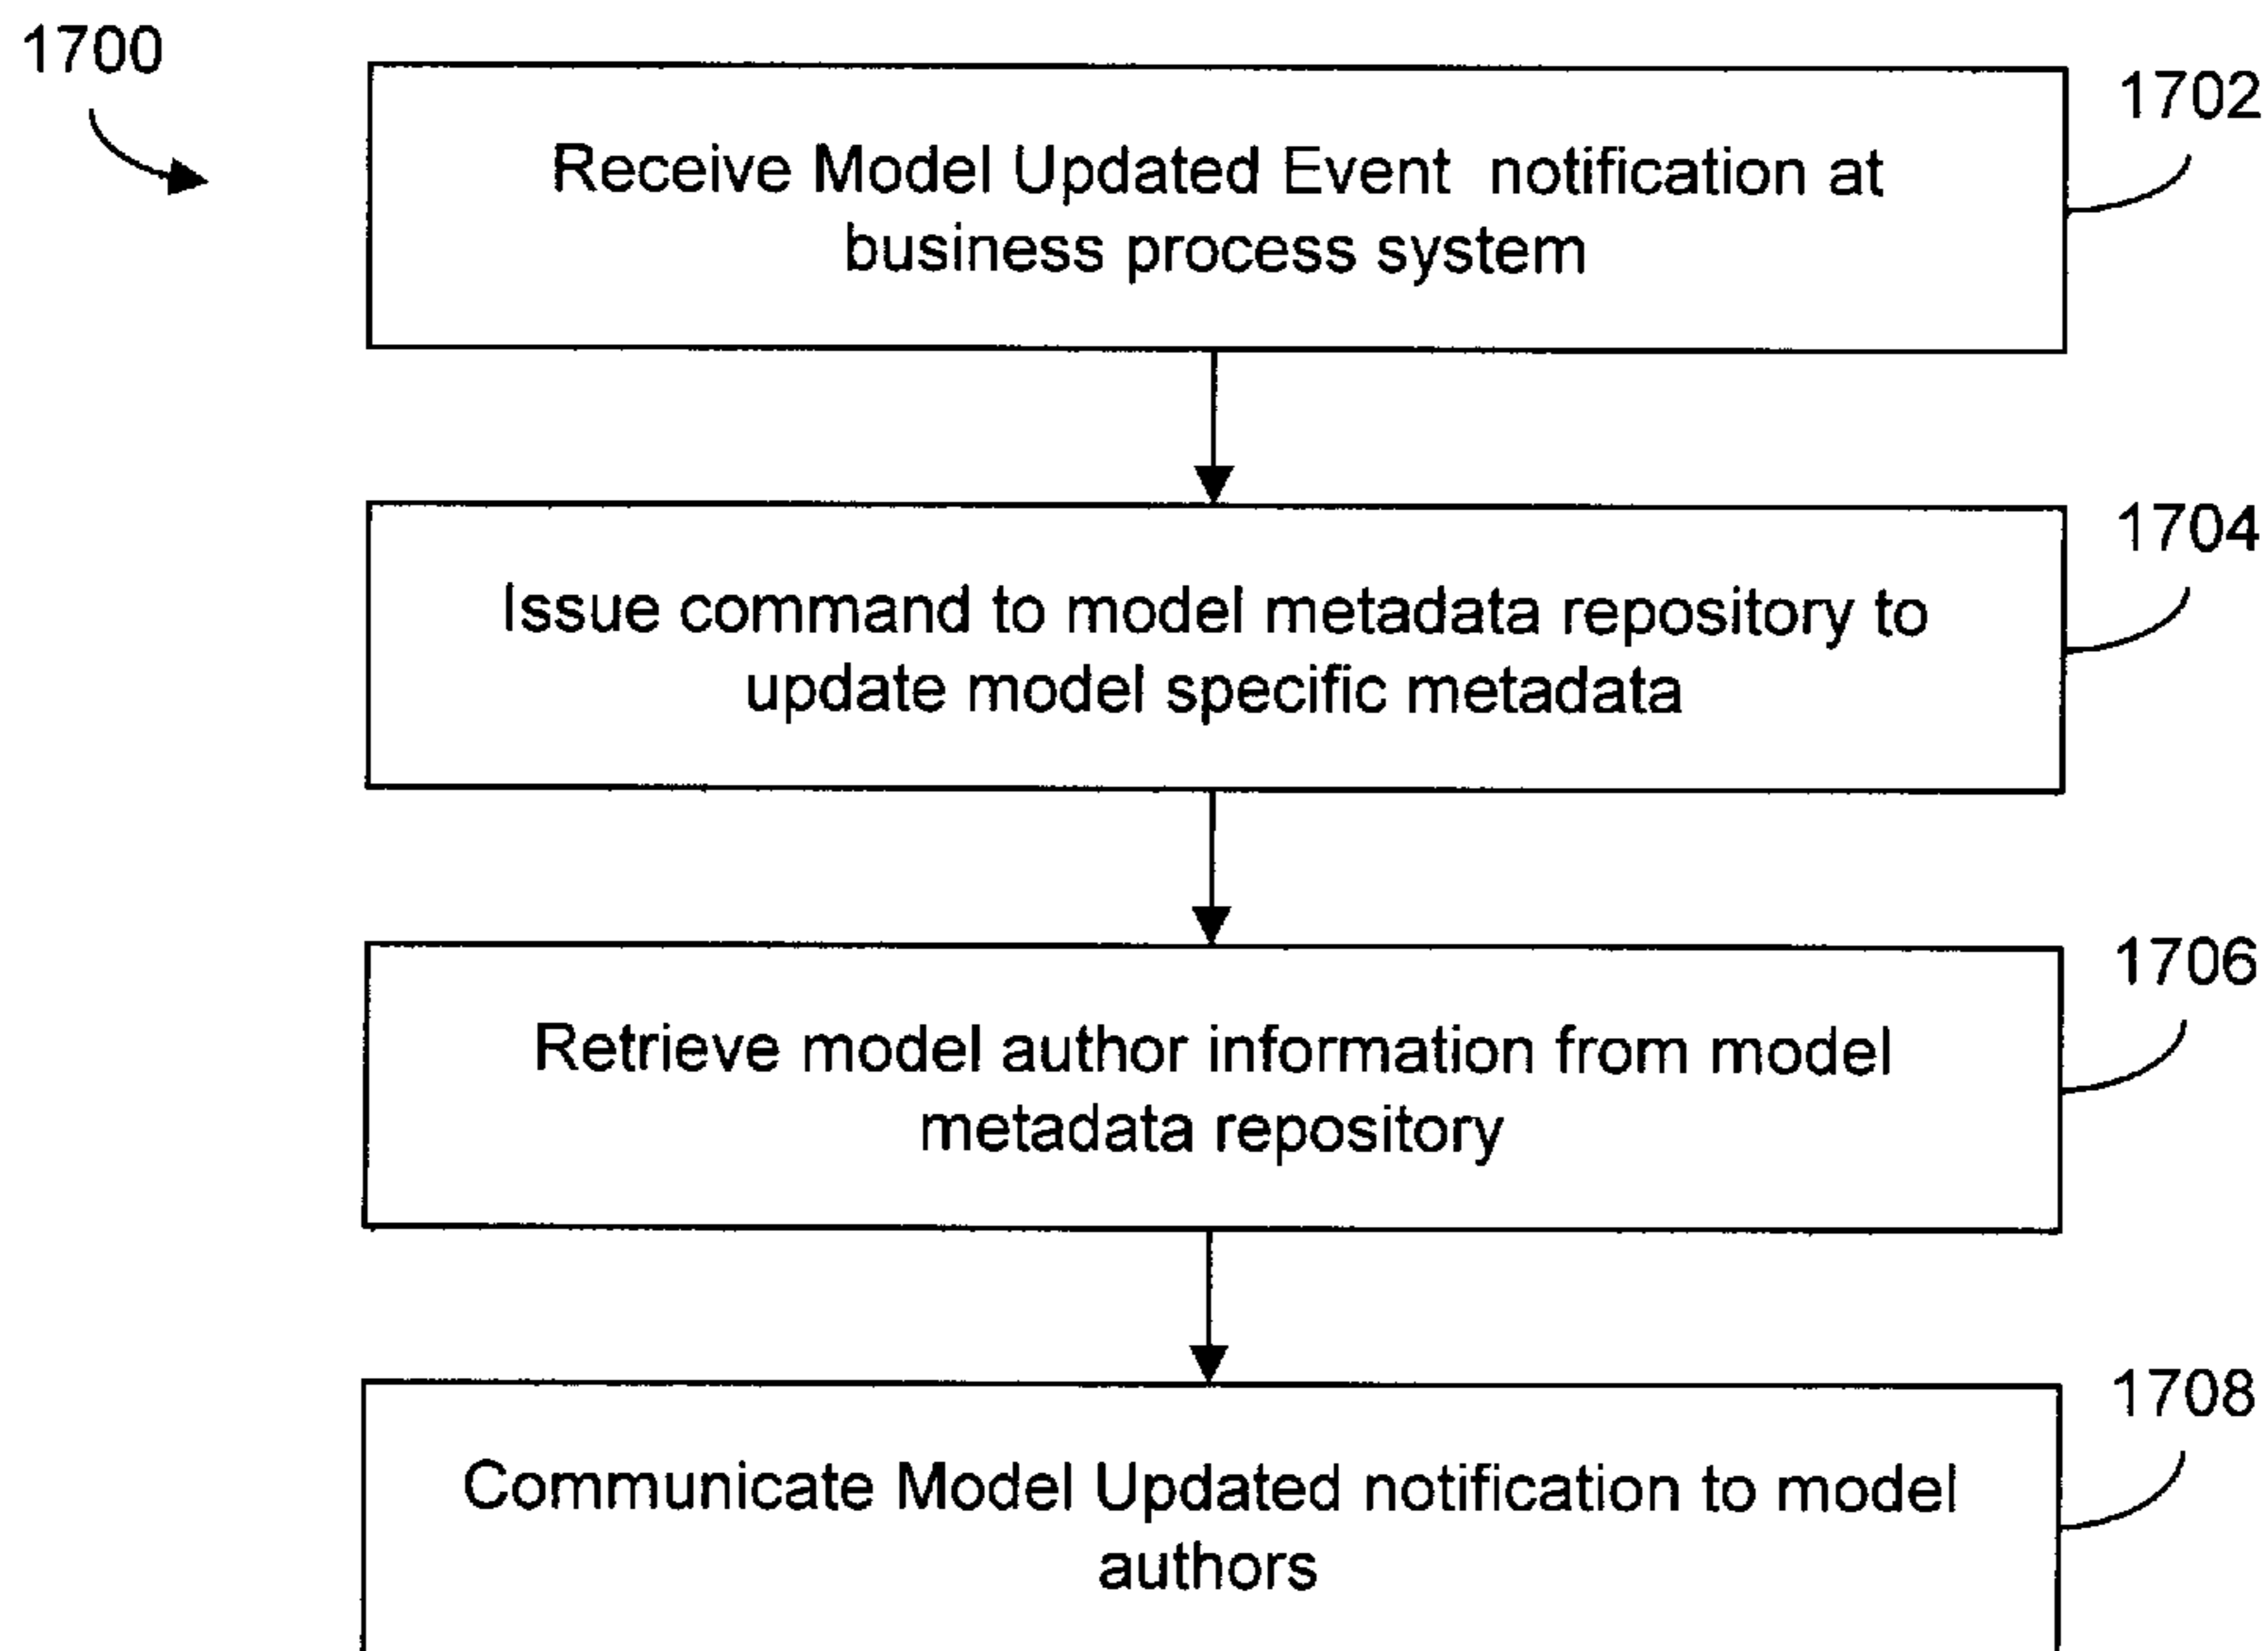 1700
1702
Receive Model Updated Event notification at
business process system
1704
Issue command to model metadata repository to
update model specific metadata
1706
Retrieve model author information from model
metadata repository
1708
Communicate Model Updated notification to model
authors